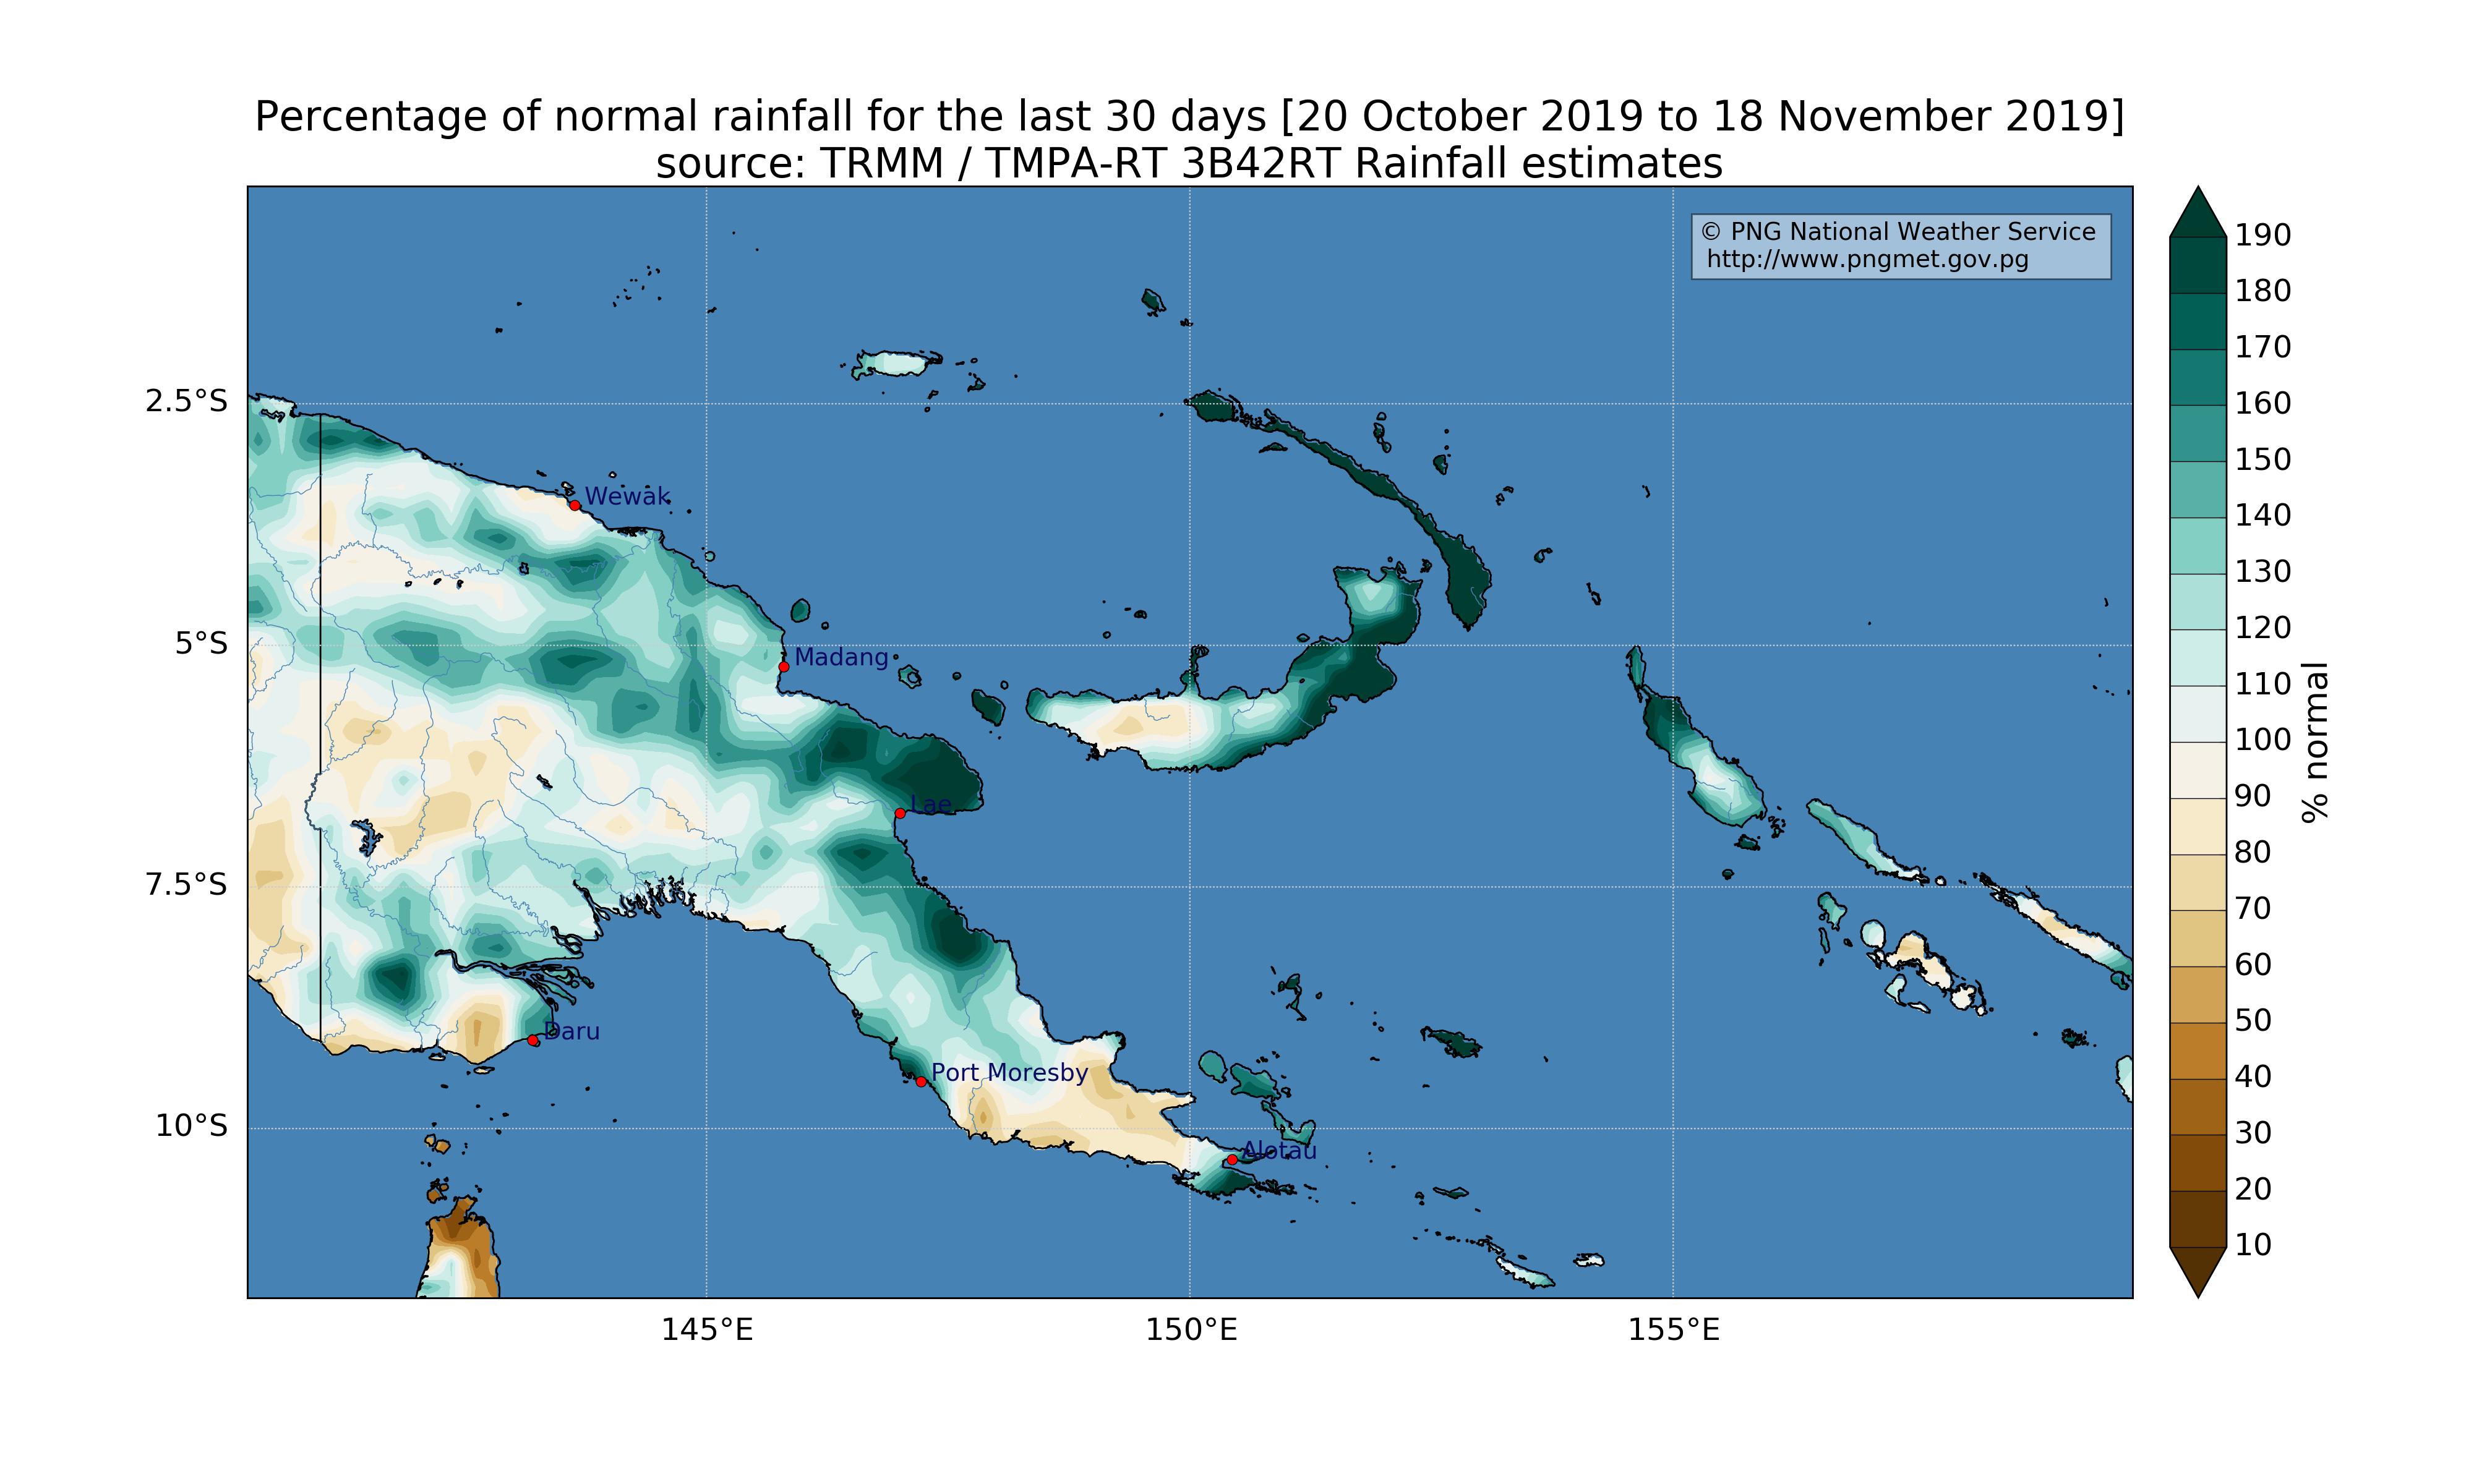 Percentage of normal rainfall for the last 30 days [20 October 2019 to 18 November 2019]
source: TRMM / TMPA-RT 3B42RT Rainfall estimates
© PNG National Weather Service
http://www.pngmet.gov.pg
190
180
170
160
150
140
130
120
110
100
90
80
70
60
50
40
30
20
10
% normal
2.5°S
5°S
7.5°S
10°S
Wewak
Madang
Lae
Daru
Port Moresby
Alotau
145°E
150°E
155°E